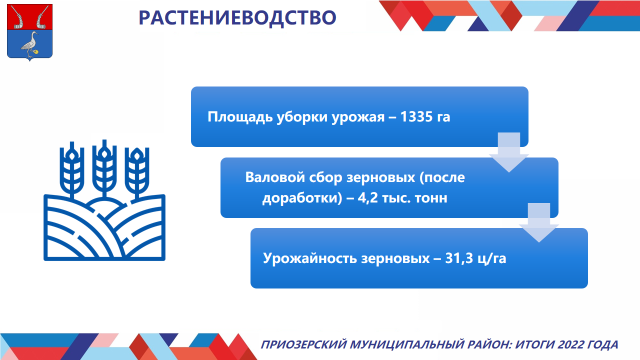 РАСТЕНИЕВОДСТВО
Площадь уборки урожая – 1335 га
Валовой сбор зерновых (после
доработки) – 4,2 тыс. тонн
Урожайность зерновых – 31,3 ц/га
ПРИОЗЕРСКИЙ МУНИЦИПАЛЬНЫЙ РАЙОН: ИТОГИ 2022 ГОДА